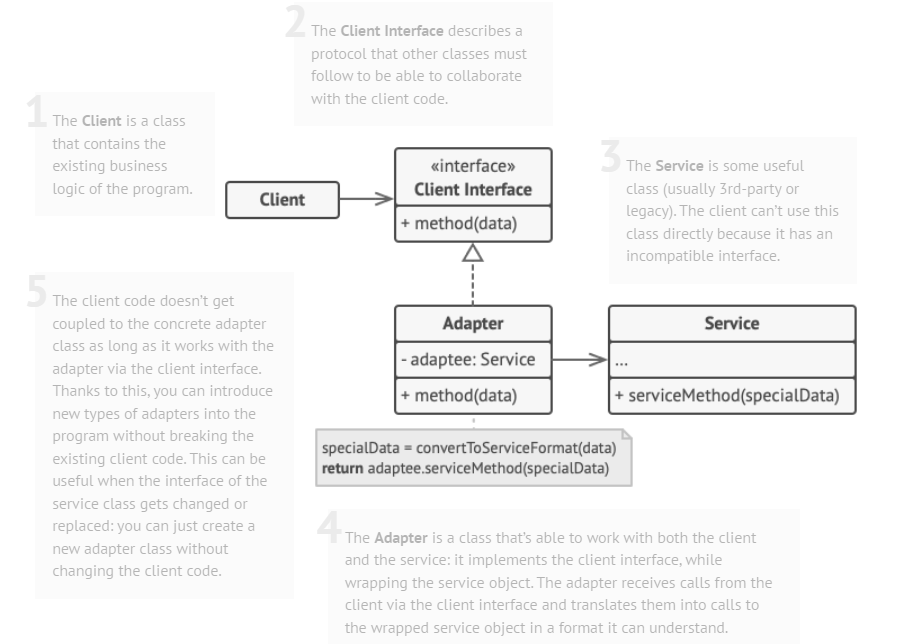 2
The Client Interface describes a
protocol that other classes must
follow to be able to collaborate
with the client code.
1
The Client is a class
that contains the
existing business
logic of the program.
3
The Service is some useful
class (usually 3rd-party or
legacy). The client can’t use this
class directly because it has an
incompatible interface.
Client
«interface»
Client Interface
+ method(data)
5
The client code doesn’t get
coupled to the concrete adapter
class as long as it works with the
adapter via the client interface.
Thanks to this, you can introduce
new types of adapters into the
program without breaking the
existing client code. This can be
useful when the interface of the
service class gets changed or
replaced: you can just create a
new adapter class without
changing the client code.
Adapter
- adaptee: Service
+ method(data)
Service
...
+ serviceMethod(specialData)
specialData = convertToServiceFormat(data)
return adaptee.serviceMethod(specialData)
4
The Adapter is a class that’s able to work with both the client
and the service: it implements the client interface, while
wrapping the service object. The adapter receives calls from the
client via the client interface and translates them into calls to
the wrapped service object in a format it can understand.